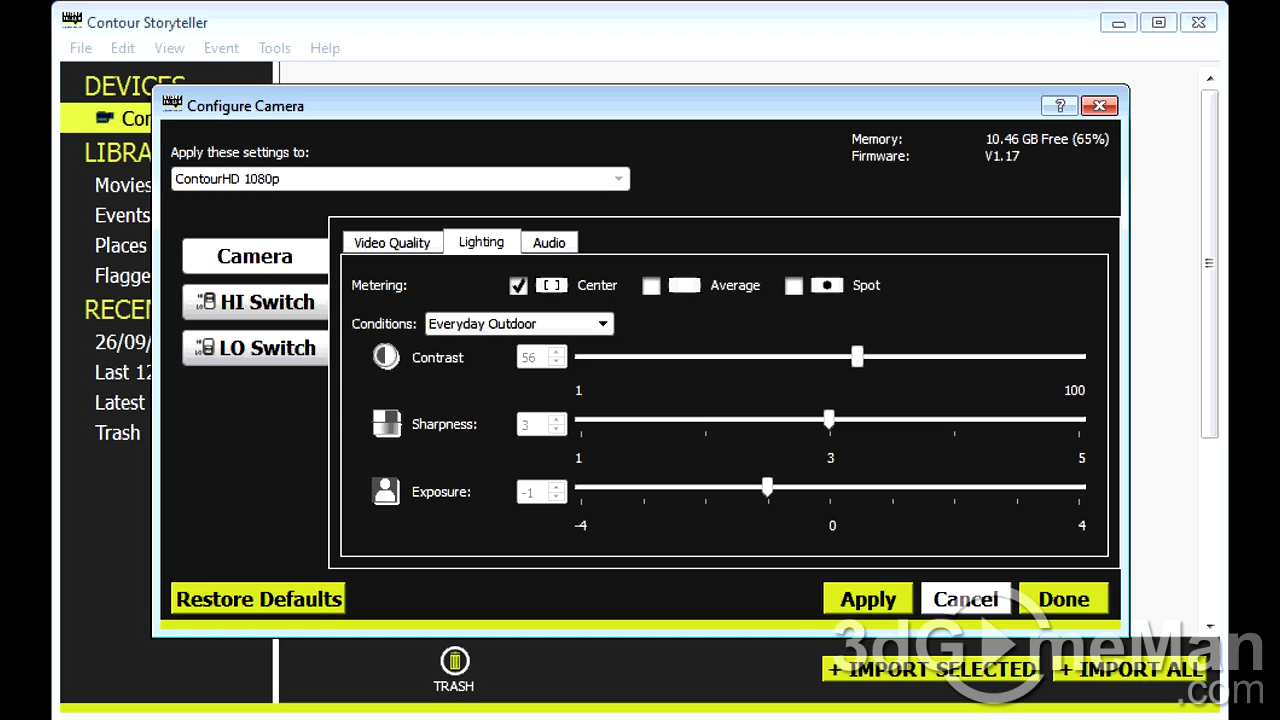 Contour Storyteller
File Edit View Event Tools Help
DEVICES
Configure Camera
LIBRA
Movies
Events
Places
Flagge
RECEN
26/09/
Last 12
Latest
Trash
Apply these settings to:
ContourHD 1080p
Memory: 10.46 GB Free (65%)
Firmware: V1.17
Camera
HI Switch
LO Switch
Video Quality Lighting Audio
Metering: Center Average Spot
Conditions: Everyday Outdoor
Contrast 56
1 100
Sharpness: 3
1 3 5
Exposure: -1
-4 0 4
Restore Defaults Apply Cancel Done
TRASH
+ IMPORT SELECTED + IMPORT ALL
3dGameMan
.com